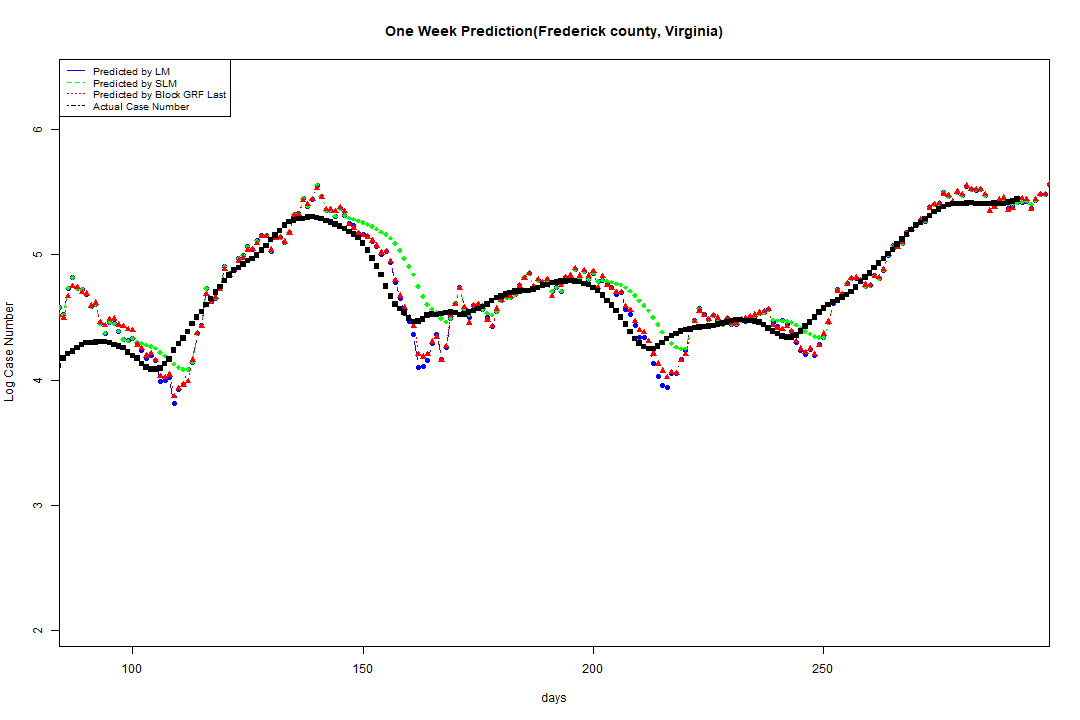 One Week Prediction(Frederick county, Virginia)
Predicted by LM
Predicted by SLM
Predicted by Block GRF Last
Actual Case Number
6
5
4
3
2
Log Case Number
100 150 200 250
days